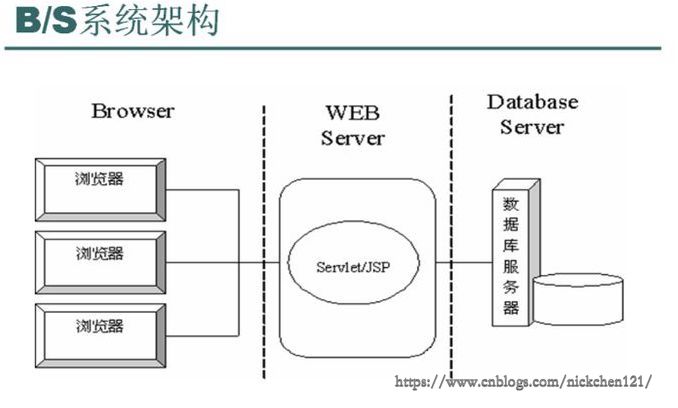 B/S系统架构
Browser
WEB
Server
Database
Server
浏览器
浏览器
浏览器
Servlet/JSP
数据库服务器
https://www.cnblogs.com/nickchen121/